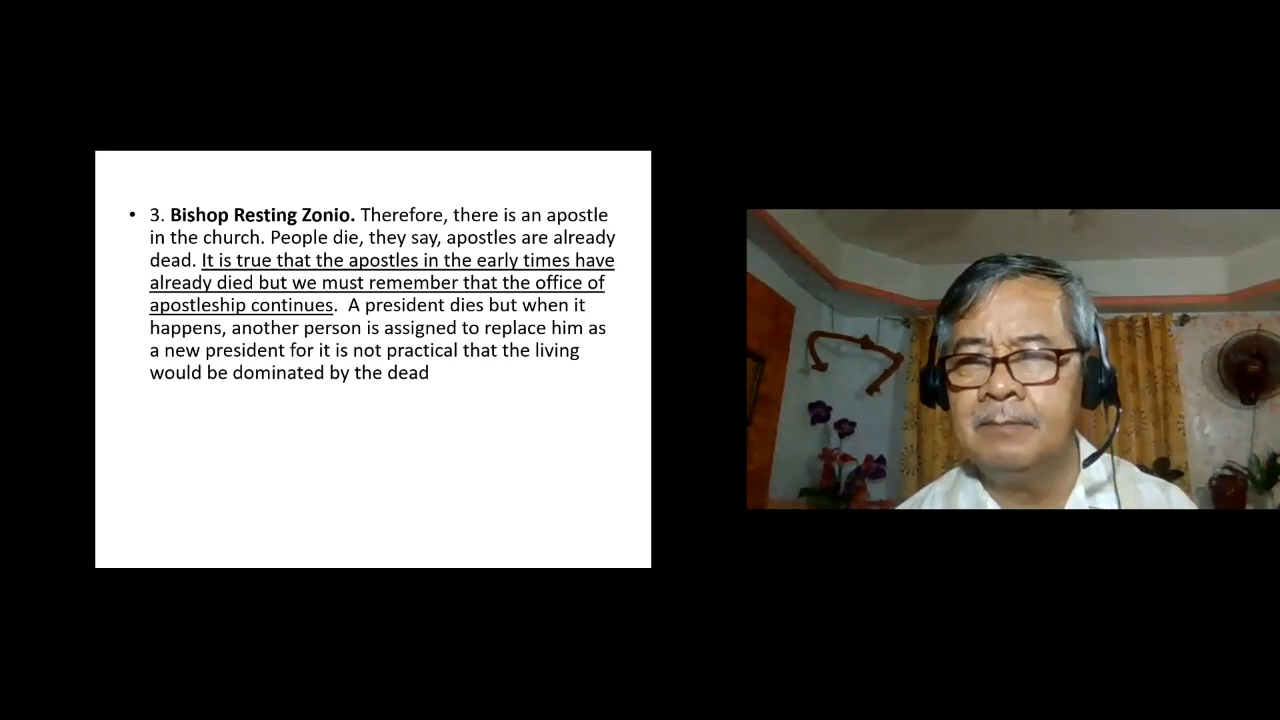 • 3. Bishop Resting Zonio. Therefore, there is an apostle
in the church. People die, they say, apostles are already
dead. It is true that the apostles in the early times have
already died but we must remember that the office of
apostleship continues.  A president dies but when it
happens, another person is assigned to replace him as
a new president for it is not practical that the living
would be dominated by the dead